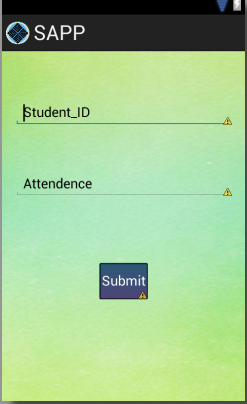 SAPP
Student_ID
Attendence
Submit